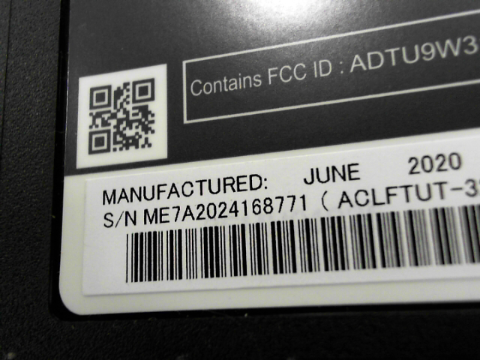 Contains FCC ID : ADTU9W3
MANUFACTURED: JUNE 2020
S/N ME7A2024168771 ( ACLFTUT-3